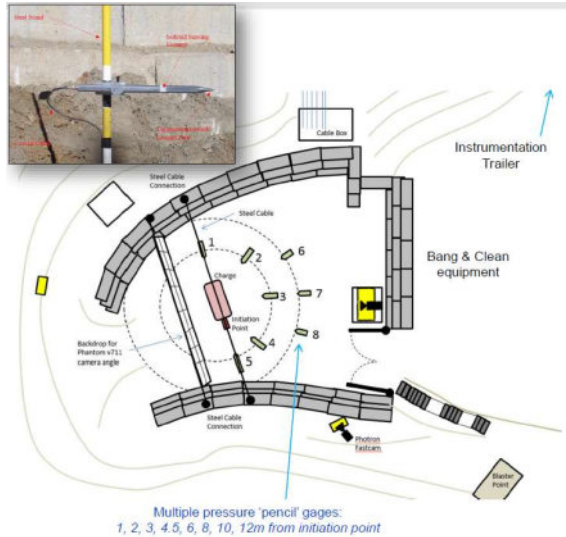 Steel Stand
Cable Box
Instrumentation
Trailer
Steel Cable
Connection
Steel Cable
1
2
6
Bang & Clean
equipment
Charge
3
7
Initiation
Point
8
4
5
Backdrop for
Phantom v711
camera angle
Steel Cable
Connection
Photron
Fastcam
Blaster
Point
Multiple pressure 'pencil' gages:
1, 2, 3, 4.5, 6, 8, 10, 12m from initiation point